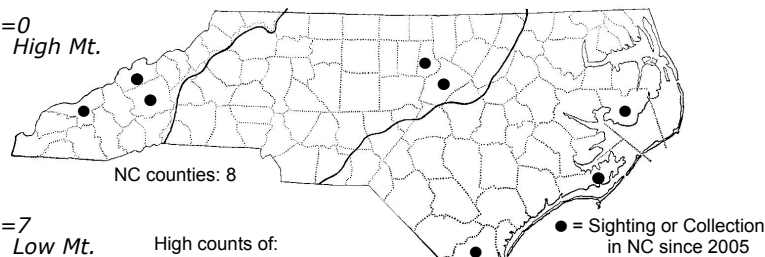 =0
High Mt.
NC counties: 8
=7
Low Mt.
High counts of:
● = Sighting or Collection
in NC since 2005